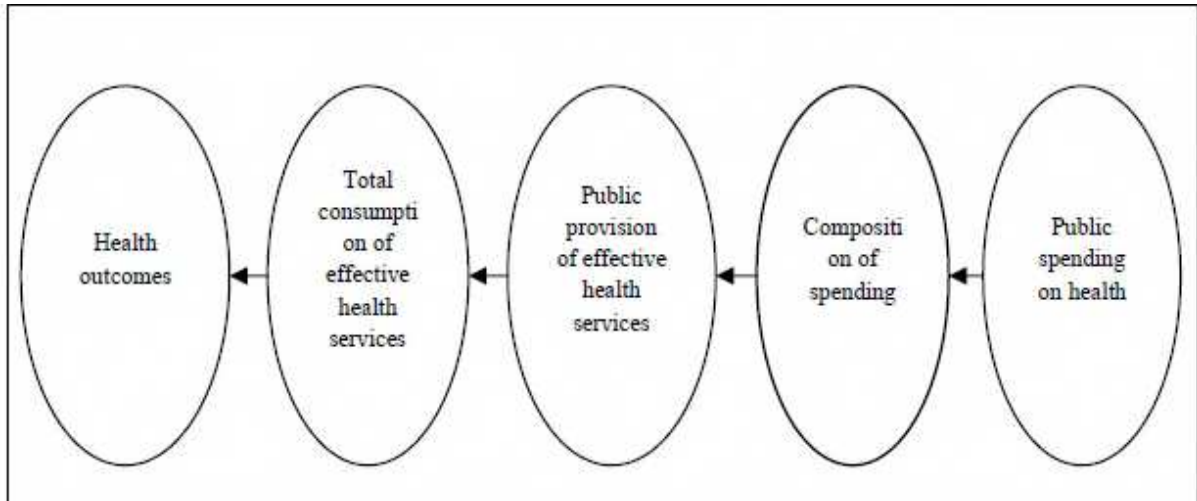 Health
outcomes
Total
consumpti
on of
effective
health
services
Public
provision
of effective
health
services
Compositi
on of
spending
Public
spending
on health